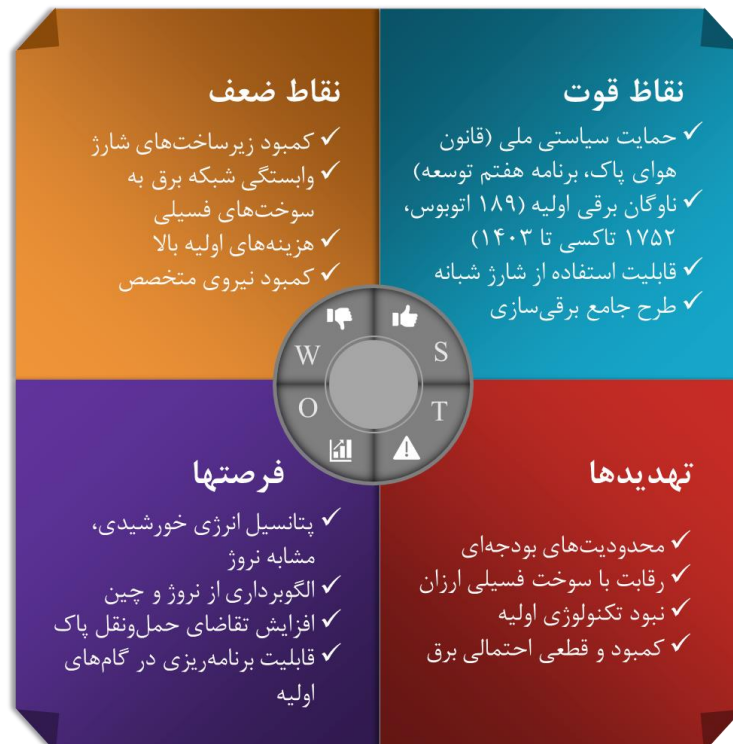 نقاظ قوت
✓ حمایت سیاستی ملی (قانون
هوای پاک، برنامه هفتم توسعه)
✓ ناوگان برقی اولیه (۱۸۹ اتوبوس،
۱۷۵۲ تاکسی تا ۱۴۰۳)
✓ قابلیت استفاده از شارژ شبانه
✓ طرح جامع برقی‌سازی
نقاط ضعف
✓ کمبود زیرساخت‌های شارژ
✓ وابستگی شبکه برق به
سوخت‌های فسیلی
✓ هزینه‌های اولیه بالا
✓ کمبود نیروی متخصص
S
W
T
O
تهدیدها
✓ محدودیت‌های بودجه‌ای
✓ رقابت با سوخت فسیلی ارزان
✓ نبود تکنولوژی اولیه
✓ کمبود و قطعی احتمالی برق
فرصتها
✓ پتانسیل انرژی خورشیدی،
مشابه نروژ
✓ الگوبرداری از نروژ و چین
✓ افزایش تقاضای حمل‌ونقل پاک
✓ قابلیت برنامه‌ریزی در گام‌های
اولیه